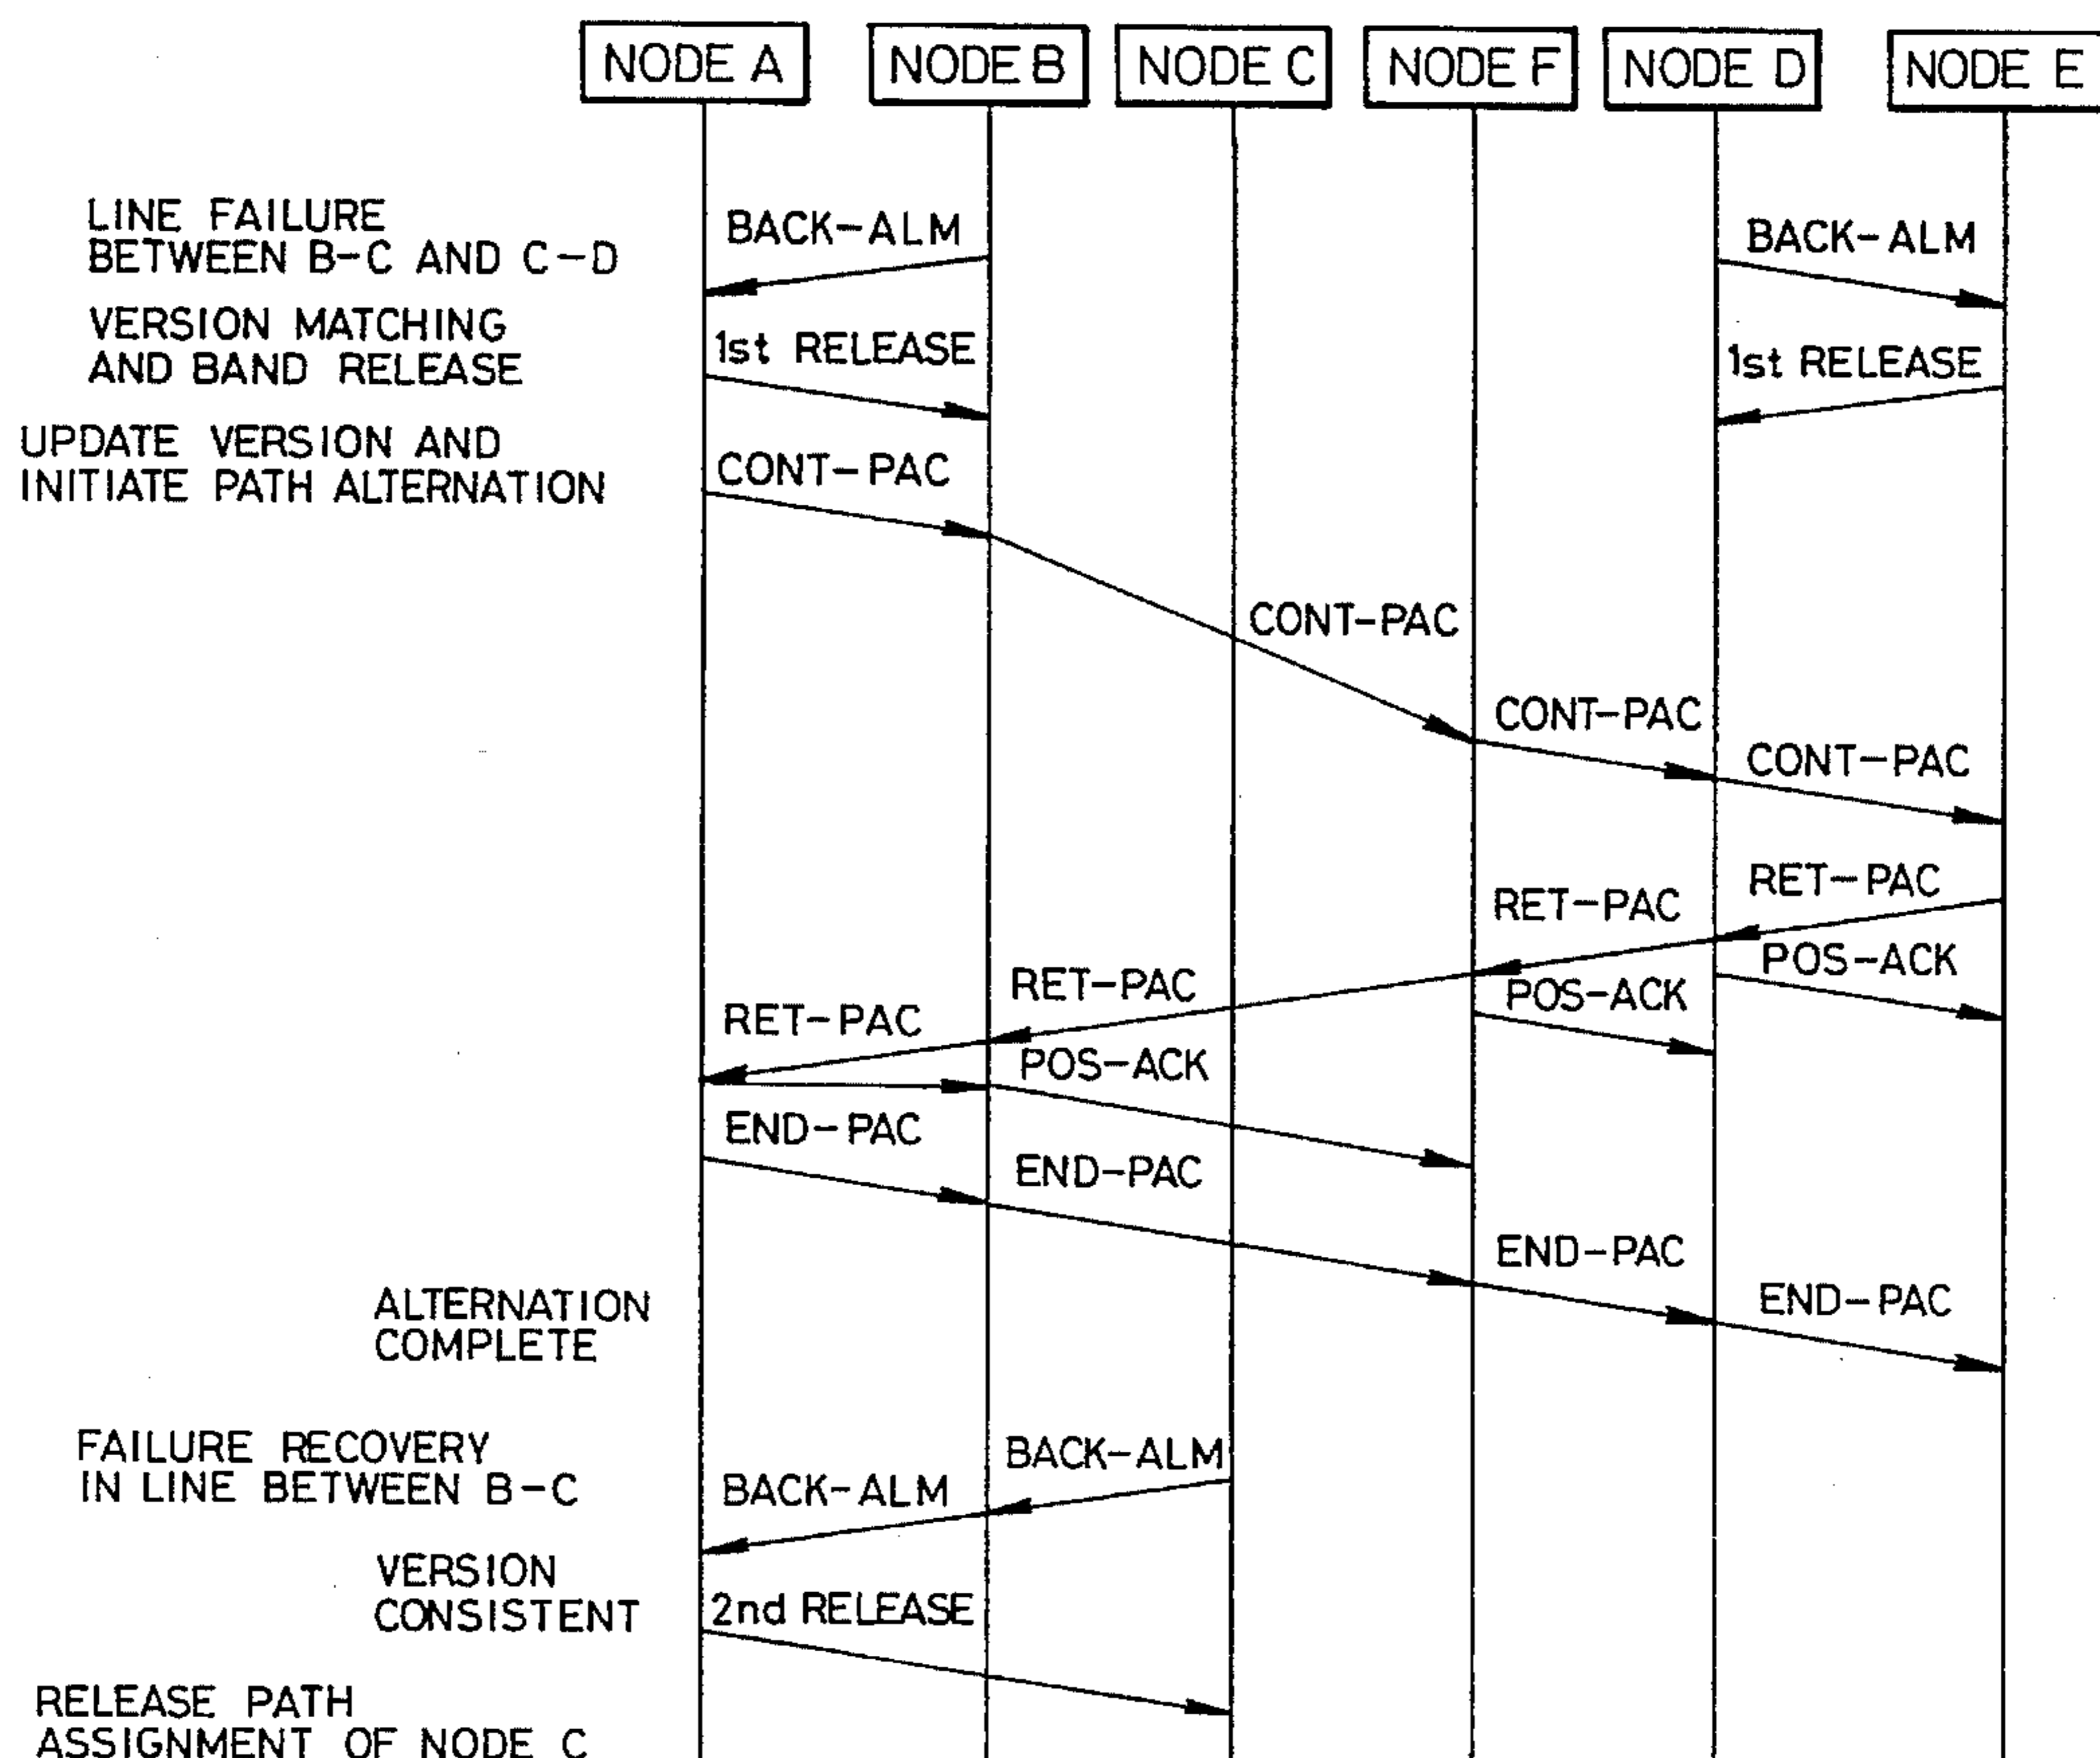 NODE A
NODE B
NODE C
NODE F
NODE D
NODE E
LINE FAILURE
BETWEEN B-C AND C-D
BACK-ALM
BACK-ALM
VERSION MATCHING
AND BAND RELEASE
1st RELEASE
1st RELEASE
UPDATE VERSION AND
INITIATE PATH ALTERNATION
CONT-PAC
CONT-PAC
CONT-PAC
CONT-PAC
RET-PAC
RET-PAC
POS-ACK
RET-PAC
POS-ACK
RET-PAC
POS-ACK
END-PAC
END-PAC
END-PAC
END-PAC
ALTERNATION
COMPLETE
FAILURE RECOVERY
IN LINE BETWEEN B-C
BACK-ALM
BACK-ALM
VERSION
CONSISTENT
2nd RELEASE
RELEASE PATH
ASSIGNMENT OF NODE C